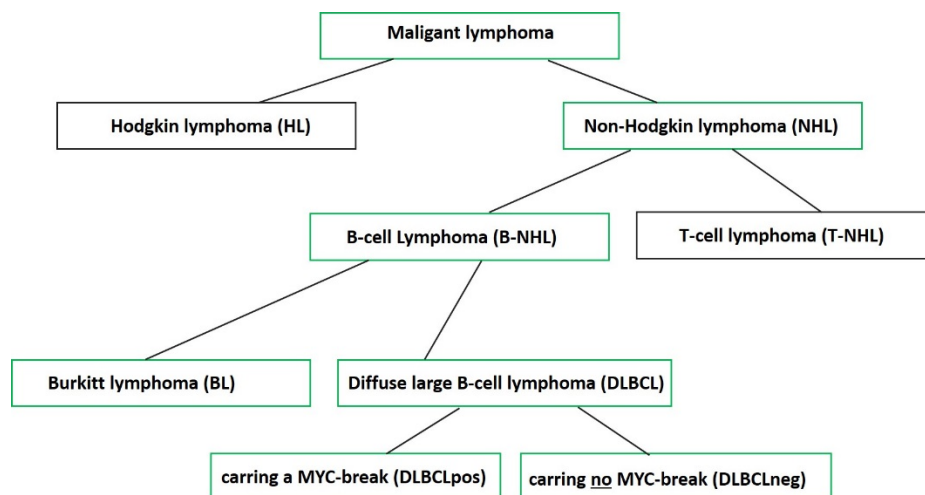 Maligant lymphoma
Hodgkin lymphoma (HL)
Non-Hodgkin lymphoma (NHL)
B-cell Lymphoma (B-NHL)
T-cell lymphoma (T-NHL)
Burkitt lymphoma (BL)
Diffuse large B-cell lymphoma (DLBCL)
carring a MYC-break (DLBCLpos)
carring no MYC-break (DLBCLneg)